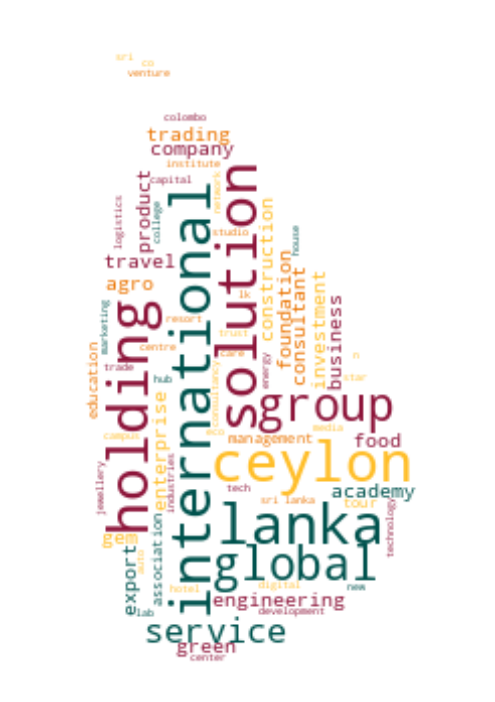 sri
co
venture
colombo
trading
company
institute
capital
product
network
solution
international
college
logistics
studio
construction
house
travel
foundation
consultant
investment
agro
lk
business
holding
marketing
resort
trust
education
centre
care
energy
n
trade
hub
star
consultancy
enterprise
group
campus
eco
media
management
food
ceylon
jewellery
industries
tech
academy
sri lanka
tour
lanka
technology
gem
association
export
auto
global
hotel
digital
new
engineering
lab
development
service
green
center